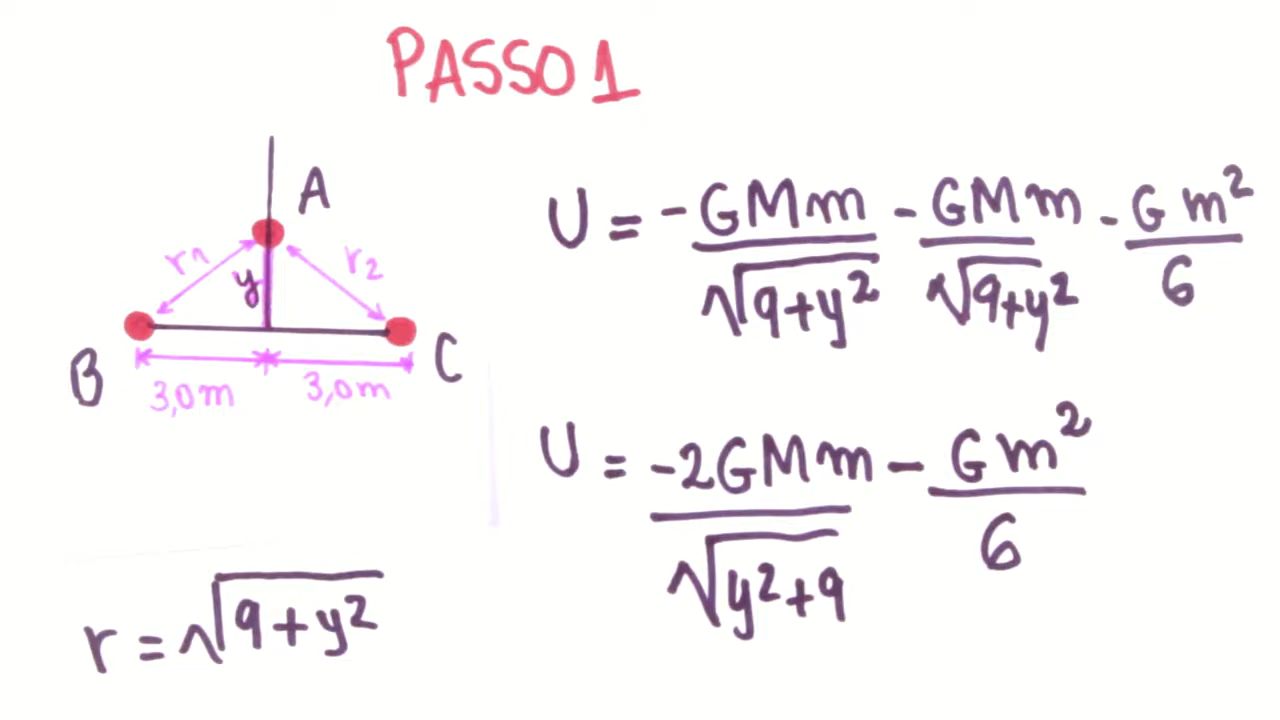 PASSO 1
A
r1
r2
y
B
C
3,0m
3,0m
U = -GMm/√(9+y²) - GMm/√(9+y²) - Gm²/6
U = -2GMm/√(y²+9) - Gm²/6
r = √(9+y²)